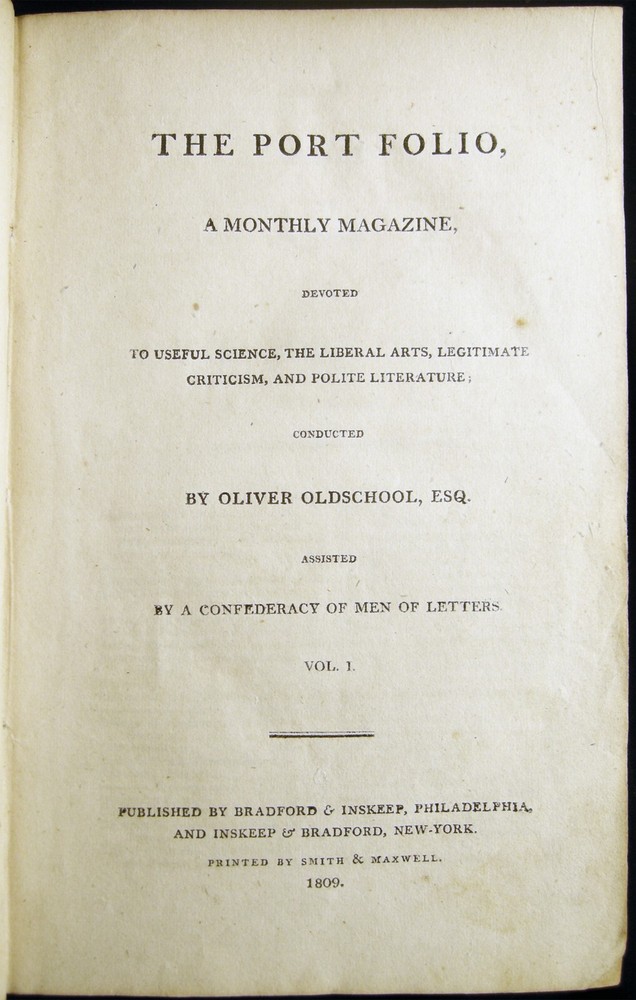 THE PORT FOLIO,
A MONTHLY MAGAZINE,
DEVOTED
TO USEFUL SCIENCE, THE LIBERAL ARTS, LEGITIMATE
CRITICISM, AND POLITE LITERATURE;
CONDUCTED
BY OLIVER OLDSCHOOL, ESQ.
ASSISTED
BY A CONFEDERACY OF MEN OF LETTERS.
VOL. I.
PUBLISHED BY BRADFORD & INSKEEP, PHILADELPHIA,
AND INSKEEP & BRADFORD, NEW-YORK.
PRINTED BY SMITH & MAXWELL.
1809.